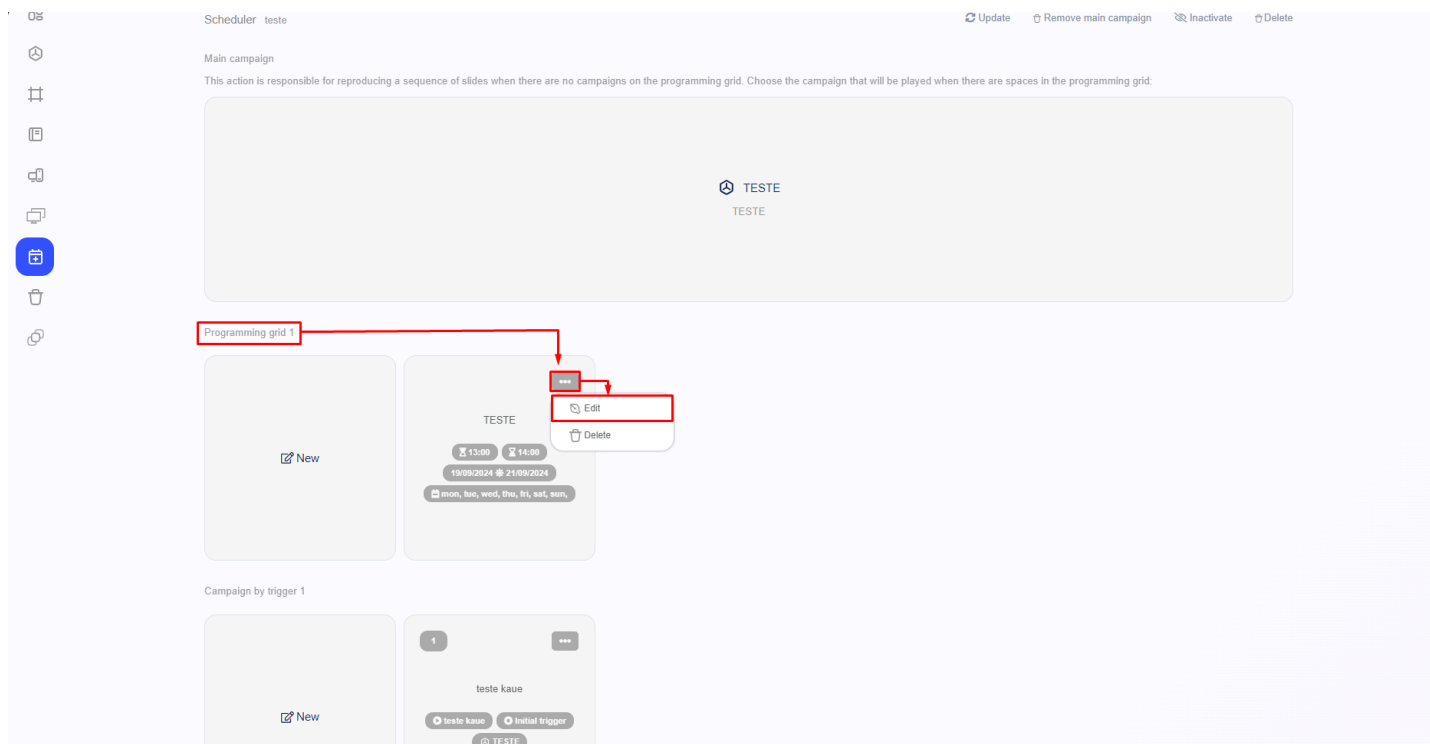 Scheduler teste
Update Remove main campaign Inactivate Delete
Main campaign
This action is responsible for reproducing a sequence of slides when there are no campaigns on the programming grid. Choose the campaign that will be played when there are spaces in the programming grid:
TESTE
TESTE
Programming grid 1
New
TESTE
13:00 14:00
19/09/2024 21/09/2024
mon, tue, wed, thu, fri, sat, sun,
Edit
Delete
Campaign by trigger 1
New
1
teste kaue
teste kaue Initial trigger
TESTE